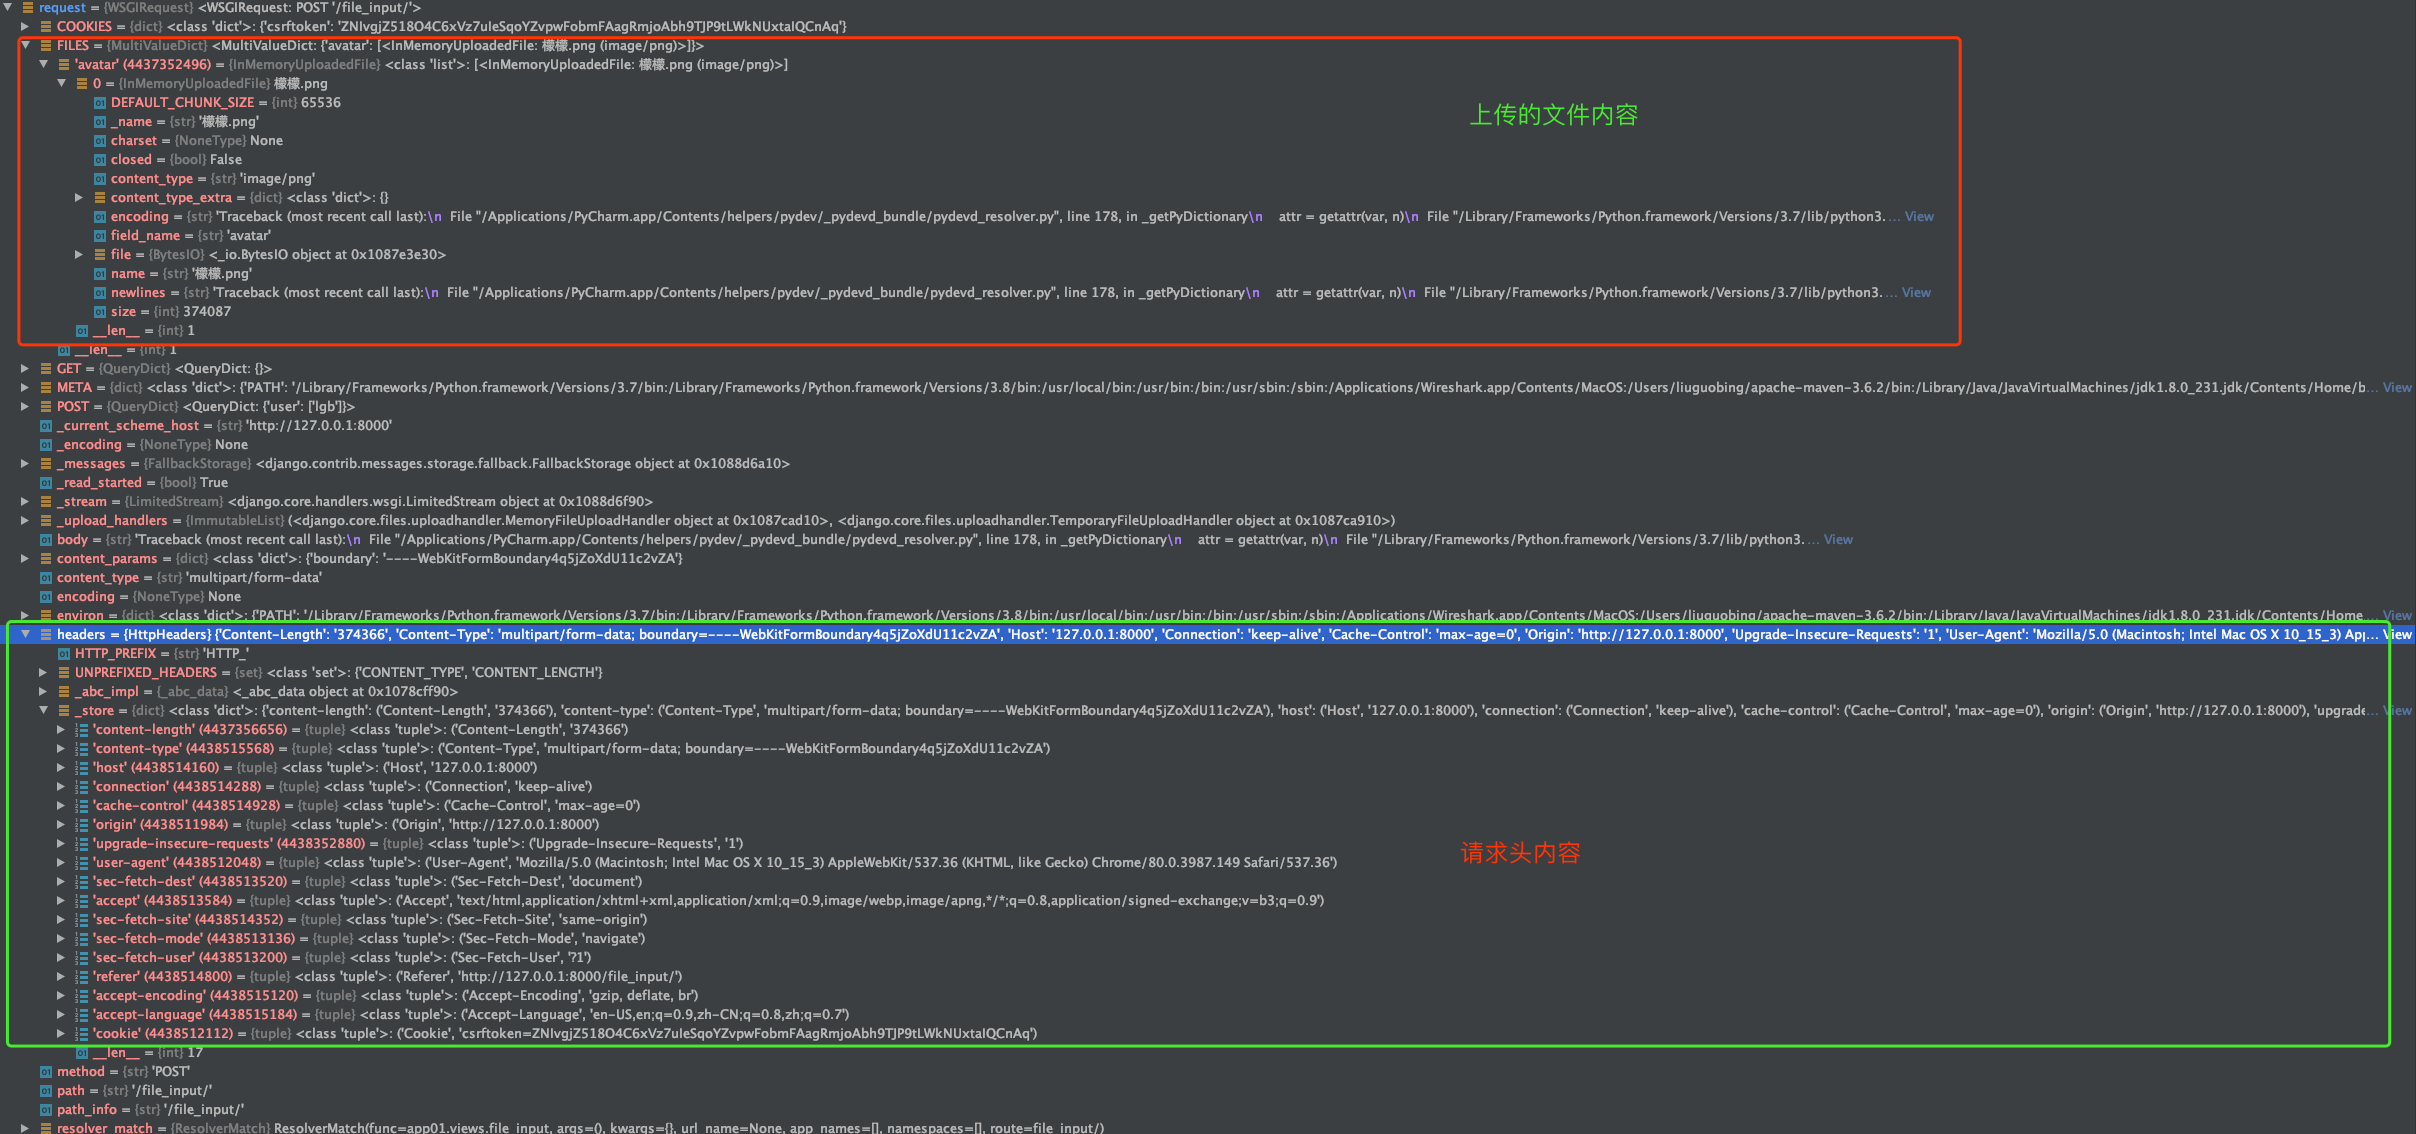 request = {WSGIRequest} <WSGIRequest: POST '/file_input/'>
COOKIES = {dict} <class 'dict'>: {'csrftoken': 'ZNIvgjZ518O4C6xVz7uIeSqoYZvpwFobmFAagRmjoAbh9TJP9tLWkNUxtaIQCnAq'}
FILES = {MultiValueDict} <MultiValueDict: {'avatar': [<InMemoryUploadedFile: 檬檬.png (image/png)>]}>
'avatar' (4437352496) = {InMemoryUploadedFile} <class 'list'>: [<InMemoryUploadedFile: 檬檬.png (image/png)>]
0 = {InMemoryUploadedFile} 檬檬.png
DEFAULT_CHUNK_SIZE = {int} 65536
上传的文件内容
_name = {str} '檬檬.png'
charset = {NoneType} None
closed = {bool} False
content_type = {str} 'image/png'
content_type_extra = {dict} <class 'dict'>: {}
encoding = {str} 'Traceback (most recent call last):\n  File "/Applications/PyCharm.app/Contents/helpers/pydev/_pydevd_bundle/pydevd_resolver.py", line 178, in _getPyDictionary\n    attr = getattr(var, n)\n  File "/Library/Frameworks/Python.framework/Versions/3.7/lib/python3.... View
field_name = {str} 'avatar'
file = {BytesIO} <_io.BytesIO object at 0x1087e3e30>
name = {str} '檬檬.png'
newlines = {str} 'Traceback (most recent call last):\n  File "/Applications/PyCharm.app/Contents/helpers/pydev/_pydevd_bundle/pydevd_resolver.py", line 178, in _getPyDictionary\n    attr = getattr(var, n)\n  File "/Library/Frameworks/Python.framework/Versions/3.7/lib/python3.... View
size = {int} 374087
__len__ = {int} 1
__len__ = {int} 1
GET = {QueryDict} <QueryDict: {}>
META = {dict} <class 'dict'>: {'PATH': '/Library/Frameworks/Python.framework/Versions/3.7/bin:/Library/Frameworks/Python.framework/Versions/3.8/bin:/usr/local/bin:/usr/bin:/bin:/usr/sbin:/sbin:/Applications/Wireshark.app/Contents/MacOS:/Users/liuguobing/apache-maven-3.6.2/bin:/Library/Java/JavaVirtualMachines/jdk1.8.0_231.jdk/Contents/Home/b... View
POST = {QueryDict} <QueryDict: {'user': ['lgb']}>
_current_scheme_host = {str} 'http://127.0.0.1:8000'
_encoding = {NoneType} None
_messages = {FallbackStorage} <django.contrib.messages.storage.fallback.FallbackStorage object at 0x1088d6a10>
_read_started = {bool} True
_stream = {LimitedStream} <django.core.handlers.wsgi.LimitedStream object at 0x1088d6f90>
_upload_handlers = {ImmutableList} (<django.core.files.uploadhandler.MemoryFileUploadHandler object at 0x1087cad10>, <django.core.files.uploadhandler.TemporaryFileUploadHandler object at 0x1087ca910>)
body = {str} 'Traceback (most recent call last):\n  File "/Applications/PyCharm.app/Contents/helpers/pydev/_pydevd_bundle/pydevd_resolver.py", line 178, in _getPyDictionary\n    attr = getattr(var, n)\n  File "/Library/Frameworks/Python.framework/Versions/3.7/lib/python3.... View
content_params = {dict} <class 'dict'>: {'boundary': '----WebKitFormBoundary4q5jZoXdU11c2vZA'}
content_type = {str} 'multipart/form-data'
encoding = {NoneType} None
environ = {dict} <class 'dict'>: {'PATH': '/Library/Frameworks/Python.framework/Versions/3.7/bin:/Library/Frameworks/Python.framework/Versions/3.8/bin:/usr/local/bin:/usr/bin:/bin:/usr/sbin:/sbin:/Applications/Wireshark.app/Contents/MacOS:/Users/liuguobing/apache-maven-3.6.2/bin:/Library/Java/JavaVirtualMachines/jdk1.8.0_231.jdk/Contents/Home... View
headers = {HttpHeaders} {'Content-Length': '374366', 'Content-Type': 'multipart/form-data; boundary=----WebKitFormBoundary4q5jZoXdU11c2vZA', 'Host': '127.0.0.1:8000', 'Connection': 'keep-alive', 'Cache-Control': 'max-age=0', 'Origin': 'http://127.0.0.1:8000', 'Upgrade-Insecure-Requests': '1', 'User-Agent': 'Mozilla/5.0 (Macintosh; Intel Mac OS X 10_15_3) App... View
HTTP_PREFIX = {str} 'HTTP_'
UNPREFIXED_HEADERS = {set} <class 'set'>: {'CONTENT_TYPE', 'CONTENT_LENGTH'}
_abc_impl = {_abc_data} <_abc_data object at 0x1078cff90>
_store = {dict} <class 'dict'>: {'content-length': ('Content-Length', '374366'), 'content-type': ('Content-Type', 'multipart/form-data; boundary=----WebKitFormBoundary4q5jZoXdU11c2vZA'), 'host': ('Host', '127.0.0.1:8000'), 'connection': ('Connection', 'keep-alive'), 'cache-control': ('Cache-Control', 'max-age=0'), 'origin': ('Origin', 'http://127.0.0.1:8000'), 'upgrade... View
'content-length' (4437356656) = {tuple} <class 'tuple'>: ('Content-Length', '374366')
'content-type' (4438515568) = {tuple} <class 'tuple'>: ('Content-Type', 'multipart/form-data; boundary=----WebKitFormBoundary4q5jZoXdU11c2vZA')
'host' (4438514160) = {tuple} <class 'tuple'>: ('Host', '127.0.0.1:8000')
'connection' (4438514288) = {tuple} <class 'tuple'>: ('Connection', 'keep-alive')
'cache-control' (4438514928) = {tuple} <class 'tuple'>: ('Cache-Control', 'max-age=0')
'origin' (4438511984) = {tuple} <class 'tuple'>: ('Origin', 'http://127.0.0.1:8000')
'upgrade-insecure-requests' (4438352880) = {tuple} <class 'tuple'>: ('Upgrade-Insecure-Requests', '1')
请求头内容
'user-agent' (4438512048) = {tuple} <class 'tuple'>: ('User-Agent', 'Mozilla/5.0 (Macintosh; Intel Mac OS X 10_15_3) AppleWebKit/537.36 (KHTML, like Gecko) Chrome/80.0.3987.149 Safari/537.36')
'sec-fetch-dest' (4438513520) = {tuple} <class 'tuple'>: ('Sec-Fetch-Dest', 'document')
'accept' (4438513584) = {tuple} <class 'tuple'>: ('Accept', 'text/html,application/xhtml+xml,application/xml;q=0.9,image/webp,image/apng,*/*;q=0.8,application/signed-exchange;v=b3;q=0.9')
'sec-fetch-site' (4438514352) = {tuple} <class 'tuple'>: ('Sec-Fetch-Site', 'same-origin')
'sec-fetch-mode' (4438513136) = {tuple} <class 'tuple'>: ('Sec-Fetch-Mode', 'navigate')
'sec-fetch-user' (4438513200) = {tuple} <class 'tuple'>: ('Sec-Fetch-User', '?1')
'referer' (4438514800) = {tuple} <class 'tuple'>: ('Referer', 'http://127.0.0.1:8000/file_input/')
'accept-encoding' (4438515120) = {tuple} <class 'tuple'>: ('Accept-Encoding', 'gzip, deflate, br')
'accept-language' (4438515184) = {tuple} <class 'tuple'>: ('Accept-Language', 'en-US,en;q=0.9,zh-CN;q=0.8,zh;q=0.7')
'cookie' (4438512112) = {tuple} <class 'tuple'>: ('Cookie', 'csrftoken=ZNIvgjZ518O4C6xVz7uIeSqoYZvpwFobmFAagRmjoAbh9TJP9tLWkNUxtaIQCnAq')
__len__ = {int} 17
method = {str} 'POST'
path = {str} '/file_input/'
path_info = {str} '/file_input/'
resolver_match = {ResolverMatch} ResolverMatch(func=app01.views.file_input, args=(), kwargs={}, url_name=None, app_names=[], namespaces=[], route=file_input/)